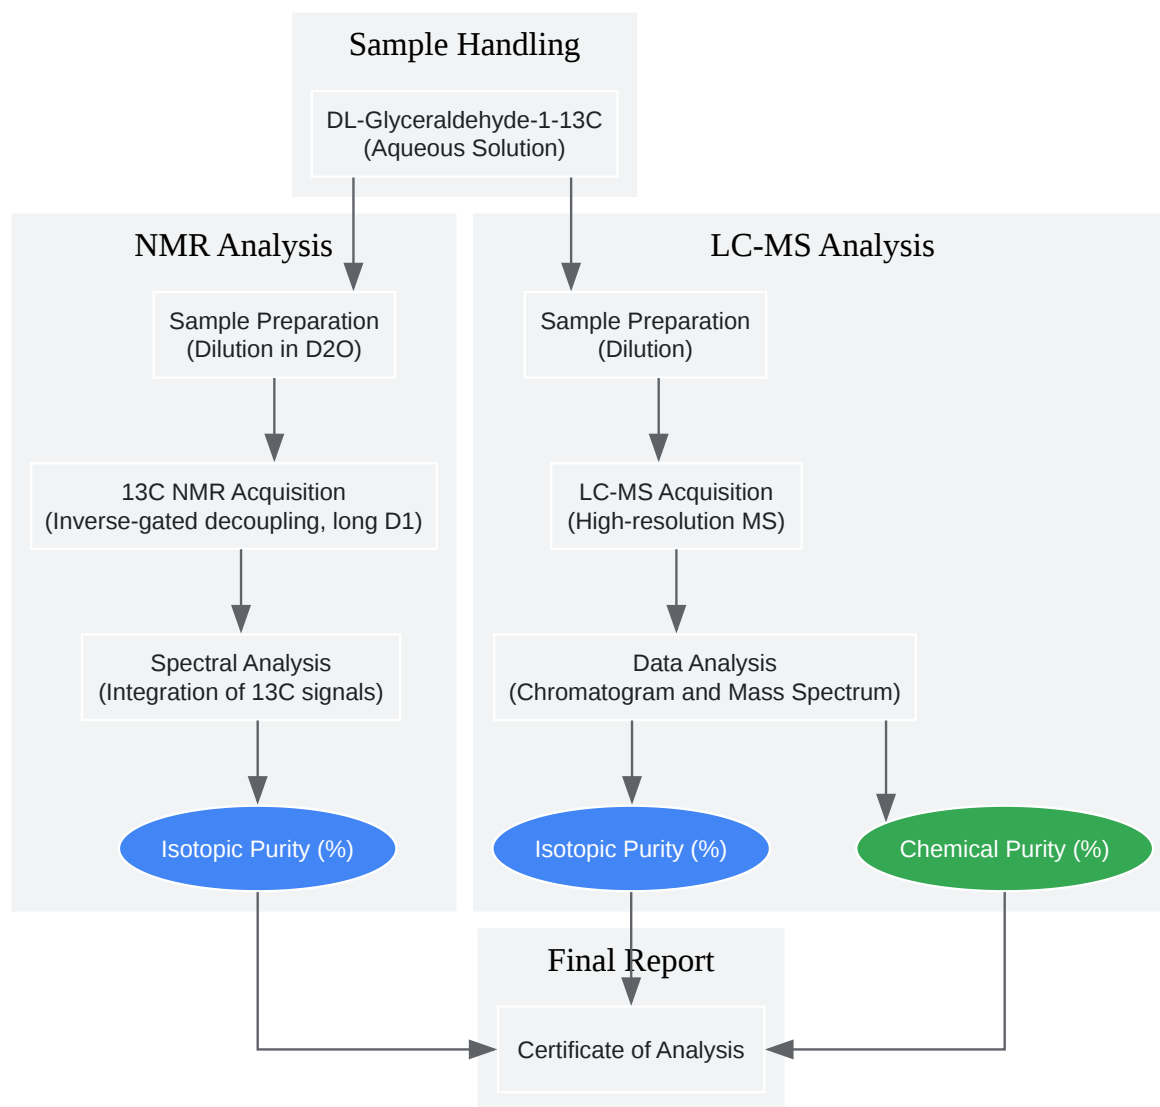 Sample Handling
DL-Glyceraldehyde-1-13C
(Aqueous Solution)
NMR Analysis
Sample Preparation
(Dilution in D2O)
13C NMR Acquisition
(Inverse-gated decoupling, long D1)
Spectral Analysis
(Integration of 13C signals)
Isotopic Purity (%)
LC-MS Analysis
Sample Preparation
(Dilution)
LC-MS Acquisition
(High-resolution MS)
Data Analysis
(Chromatogram and Mass Spectrum)
Isotopic Purity (%)
Chemical Purity (%)
Final Report
Certificate of Analysis